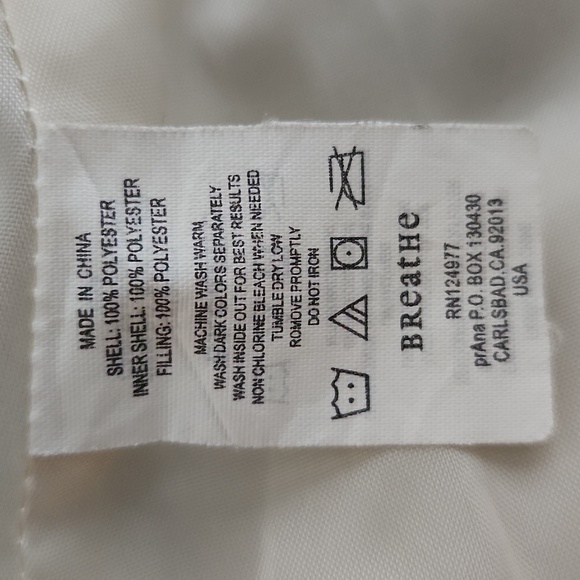 MADE IN CHINA
SHELL: 100% POLYESTER
INNER SHELL: 100% POLYESTER
FILLING: 100% POLYESTER
MACHINE WASH WARM
WASH DARK COLORS SEPARATELY
WASH INSIDE OUT FOR BEST RESULTS
NON CHLORINE BLEACH WHEN NEEDED
TUMBLE DRY LOW
ROMOVE PROMPTLY
DO NOT IRON
BReatHe
RN124977
prAna P.O. BOX 130430
CARLSBAD.CA.92013
USA